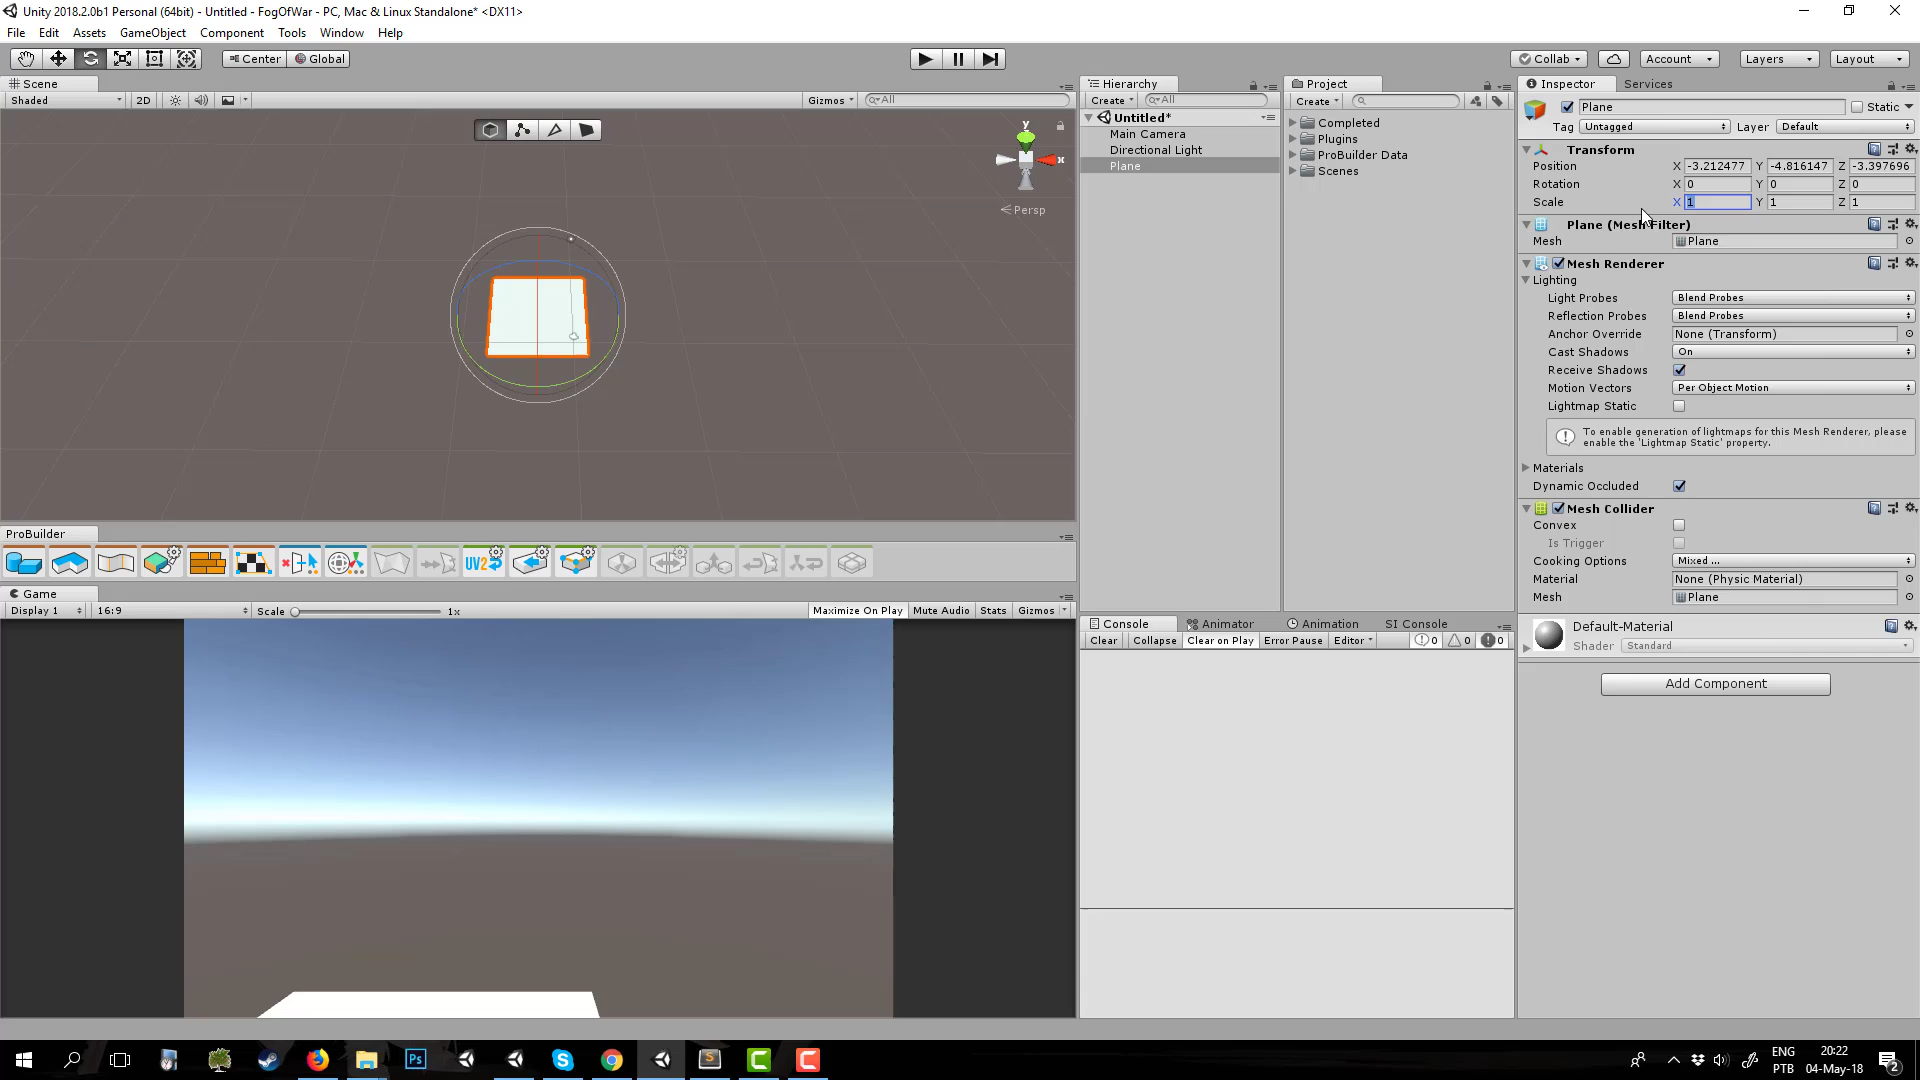 Unity 2018.2.0b1 Personal (64bit) - Untitled - FogOfWar - PC, Mac & Linux Standalone* <DX11>
File Edit Assets GameObject Component Tools Window Help
Center Global Collab Account Layers Layout
Scene
Shaded 2D Gizmos All
y
x
Persp
Hierarchy
Create All
Untitled*
Main Camera
Directional Light
Plane
Project
Create
Completed
Plugins
ProBuilder Data
Scenes
Inspector Services
Plane Static
Tag Untagged Layer Default
Transform
Position X -3.212477 Y -4.816147 Z -3.397696
Rotation X 0 Y 0 Z 0
Scale X 1 Y 1 Z 1
Plane (Mesh Filter)
Mesh Plane
Mesh Renderer
Lighting
Light Probes Blend Probes
Reflection Probes Blend Probes
Anchor Override None (Transform)
Cast Shadows On
Receive Shadows
Motion Vectors Per Object Motion
Lightmap Static
To enable generation of lightmaps for this Mesh Renderer, please
enable the 'Lightmap Static' property.
Materials
Dynamic Occluded
Mesh Collider
Convex
Is Trigger
Cooking Options Mixed ...
Material None (Physic Material)
Mesh Plane
Default-Material
Shader Standard
Add Component
ProBuilder
UV2
Game
Display 1 16:9 Scale 1x Maximize On Play Mute Audio Stats Gizmos
Console Animator Animation SI Console
Clear Collapse Clear on Play Error Pause Editor 0 0 0
Ps
S
ENG
PTB
20:22
04-May-18
2